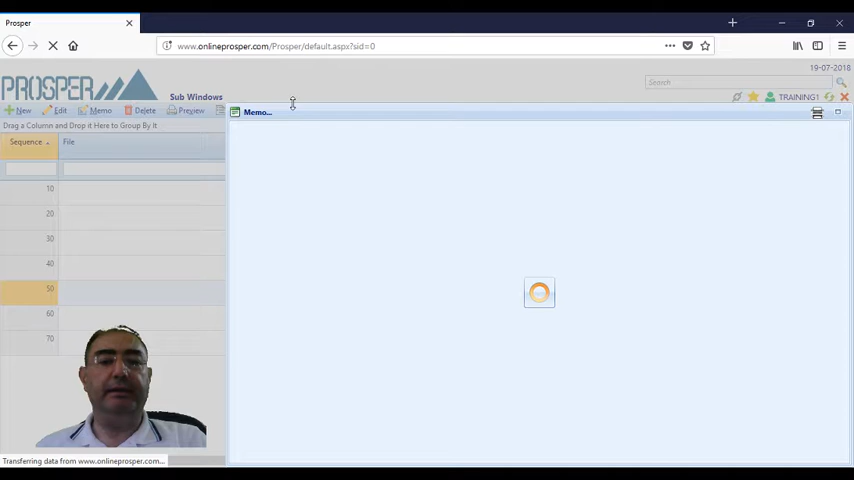 Prosper
www.onlineprosper.com/Prosper/default.aspx?sid=0
19-07-2018
PROSPER
Sub Windows
Search
TRAINING1
New Edit Memo Delete Preview
Memo...
Drag a Column and Drop it Here to Group By It
Sequence File
10
20
30
40
50
60
70
Transferring data from www.onlineprosper.com...